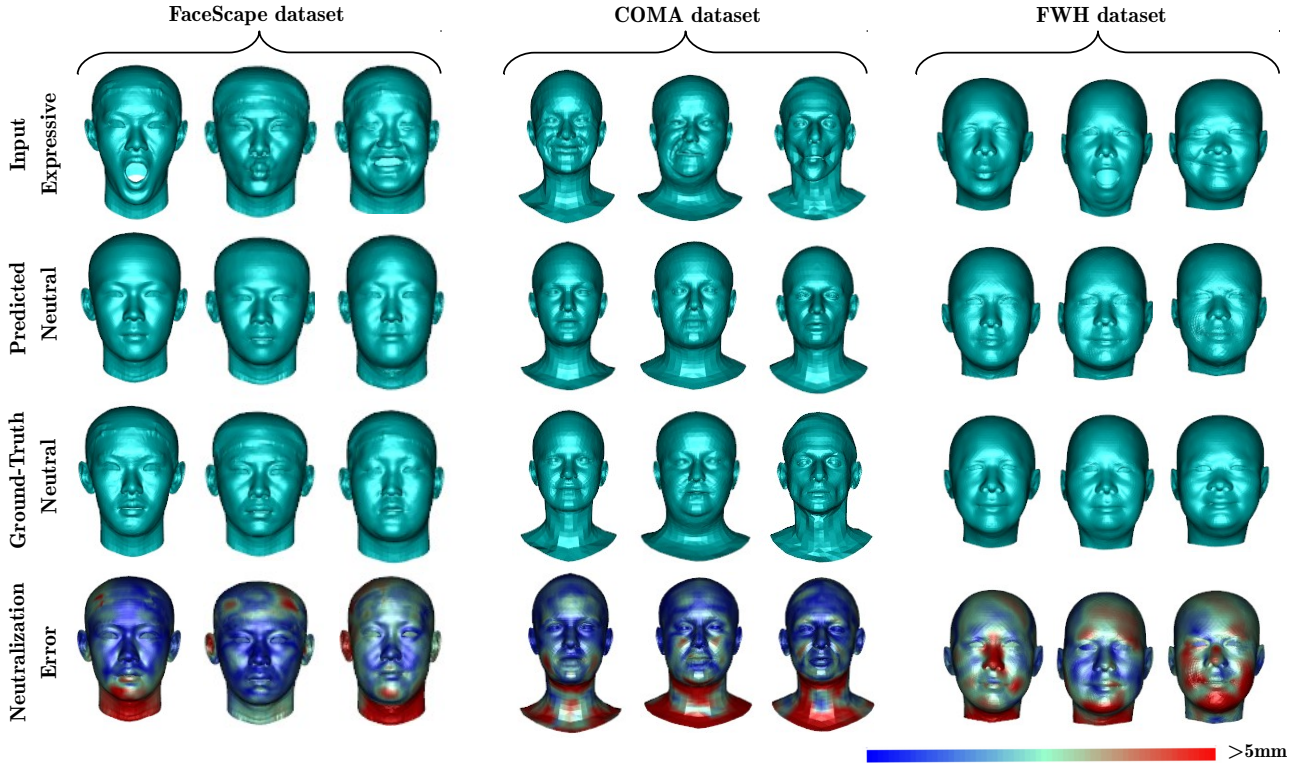 FaceScape dataset
COMA dataset
FWH dataset
Input
Expressive
Predicted
Neutral
Ground-Truth
Neutral
Neutralization
Error
>5mm